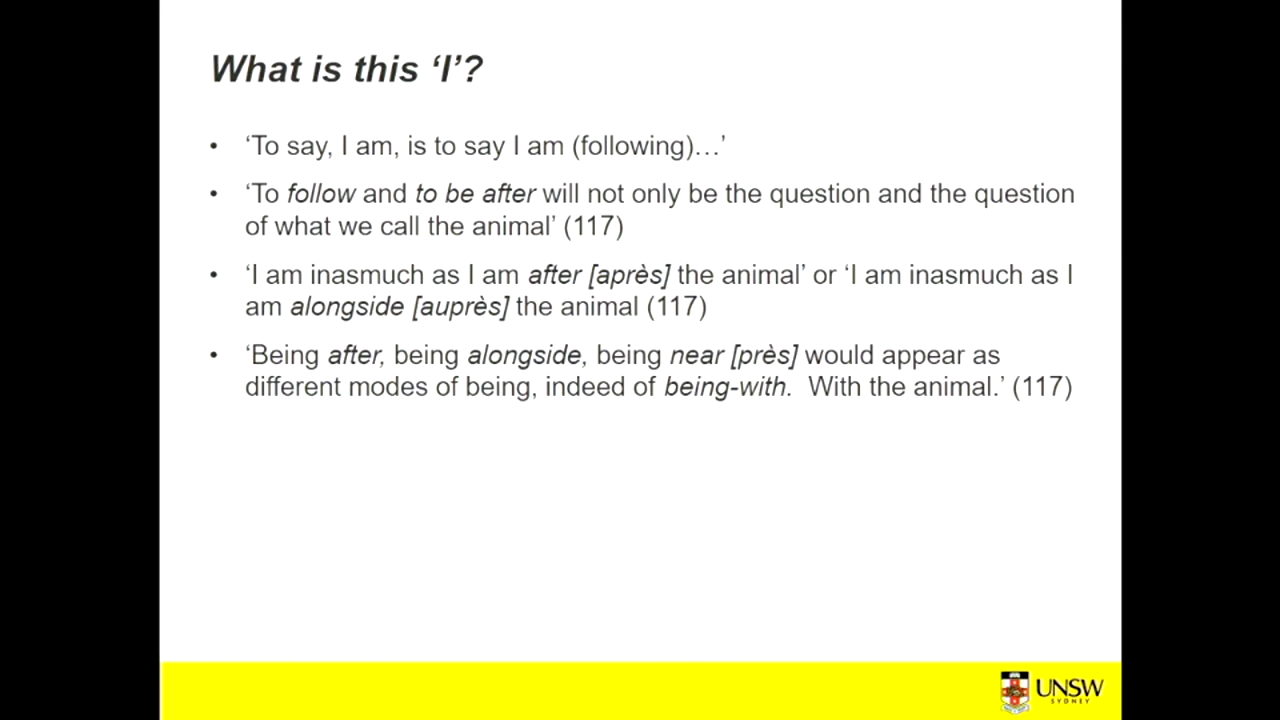 What is this ‘I’?
• ‘To say, I am, is to say I am (following)…’
• ‘To follow and to be after will not only be the question and the question
of what we call the animal’ (117)
• ‘I am inasmuch as I am after [après] the animal’ or ‘I am inasmuch as I
am alongside [auprès] the animal (117)
• ‘Being after, being alongside, being near [près] would appear as
different modes of being, indeed of being-with. With the animal.’ (117)
UNSW
SYDNEY